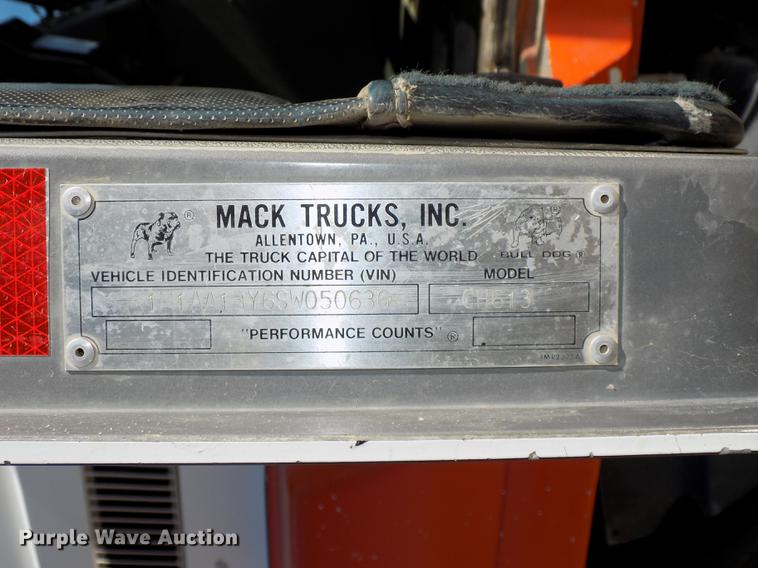 MACK TRUCKS, INC.
ALLENTOWN, PA., U.S.A.
THE TRUCK CAPITAL OF THE WORLD
BULL DOG ®
VEHICLE IDENTIFICATION NUMBER (VIN)
MODEL
CH613
"PERFORMANCE COUNTS" ®
Purple Wave Auction